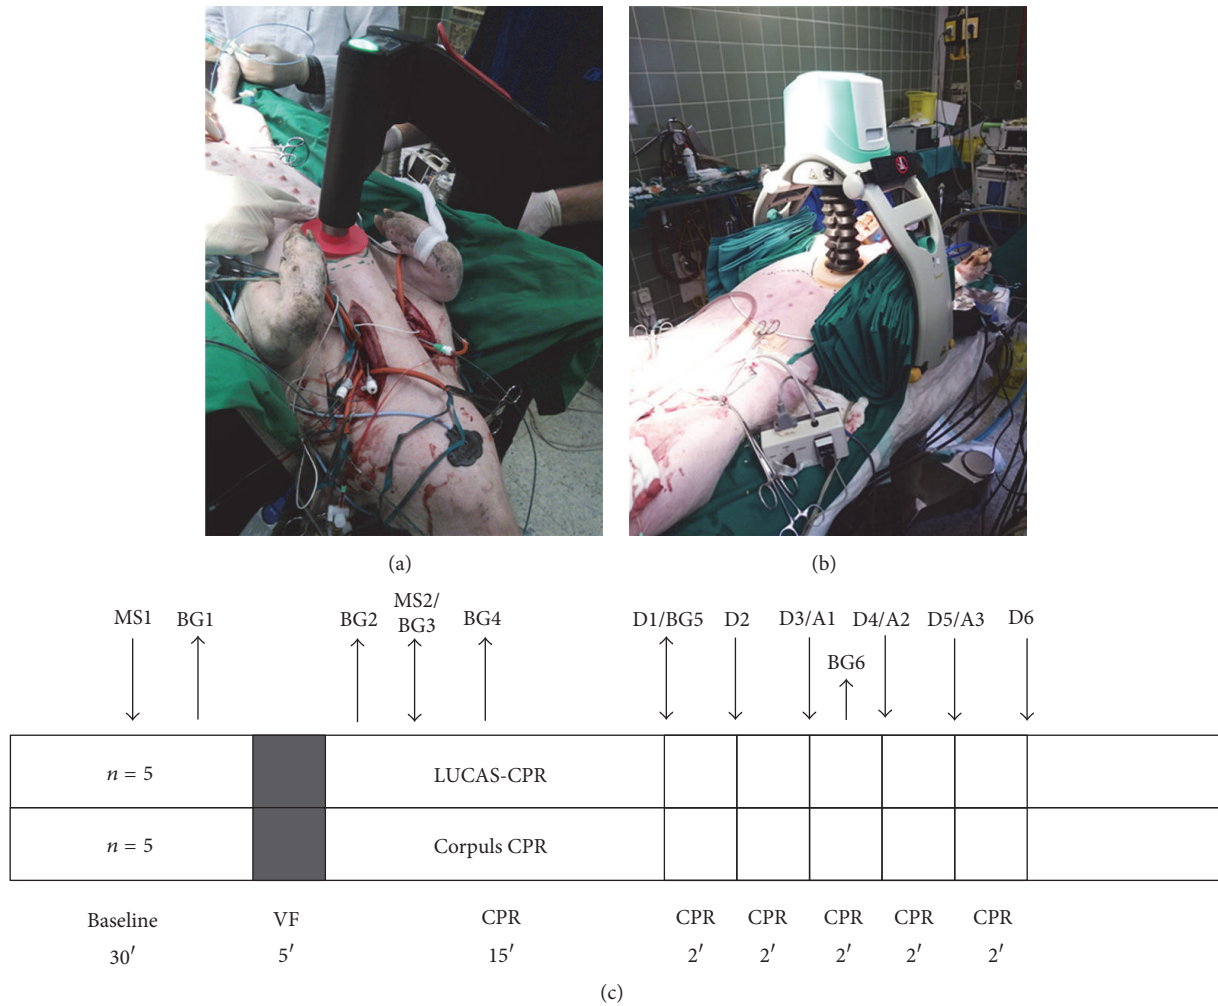 (a)
(b)
MS1
BG1
BG2
MS2/
BG3
BG4
D1/BG5
D2
D3/A1
BG6
D4/A2
D5/A3
D6
n = 5
LUCAS-CPR
n = 5
Corpuls CPR
Baseline
VF
CPR
CPR
CPR
CPR
CPR
CPR
30′
5′
15′
2′
2′
2′
2′
2′
(c)